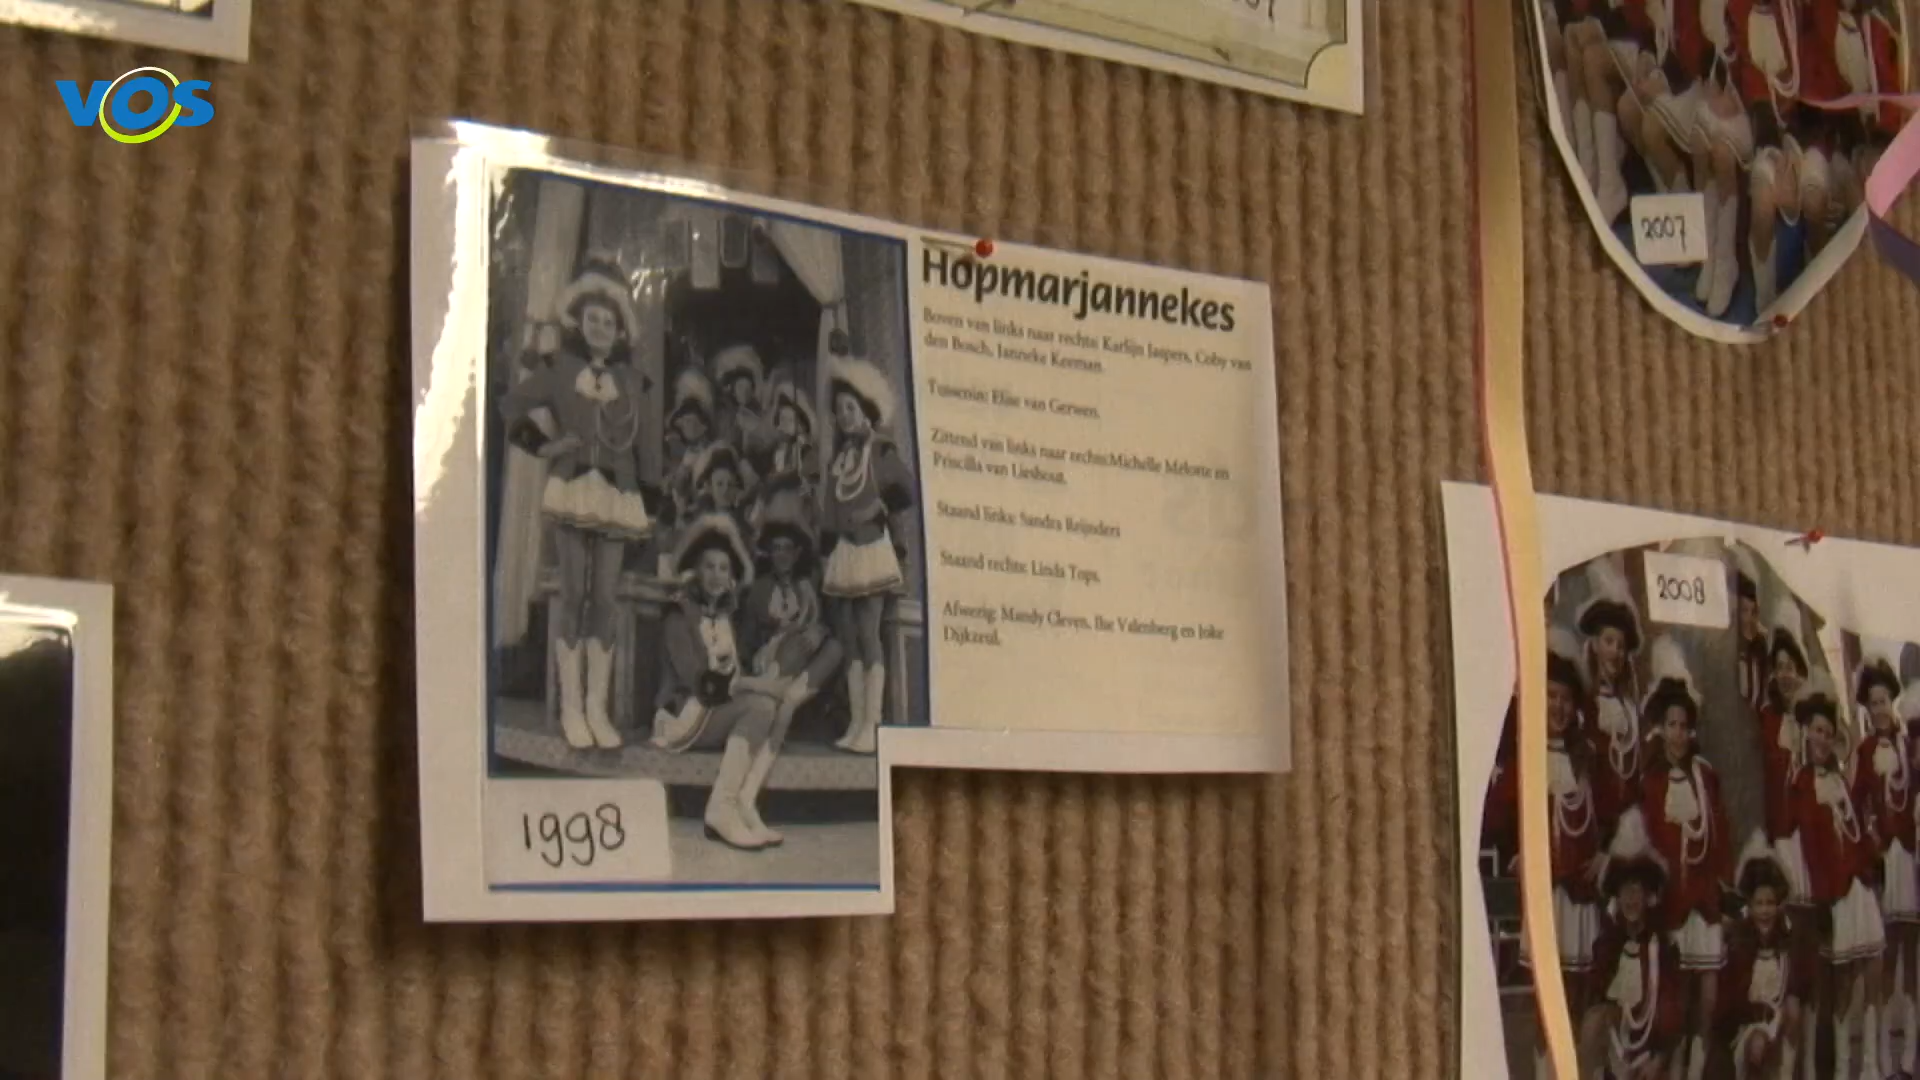 vos
Hopmarjannekes
Boven van links naar rechts: Karlijn Jaspers, Coby van
den Bosch, Janneke Keeman.
Tussenin: Elise van Gerwen.
Zittend van links naar rechts:Michelle Melotte en
Priscilla van Lieshout.
Staand links: Sandra Reijnders
Staand rechts: Linda Tops.
Afwezig: Mandy Cleven, Ilse Valenberg en Joke
Dijkzeul.
1998
2007
2008